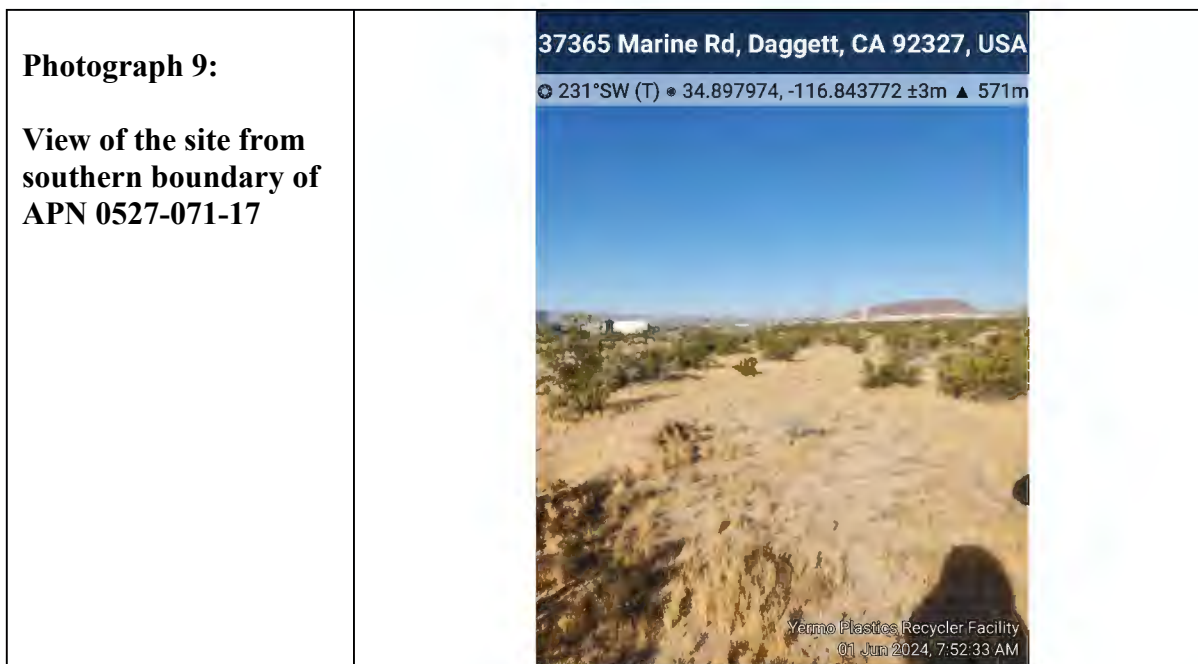 Photograph 9:
View of the site from
southern boundary of
APN 0527-071-17
37365 Marine Rd, Daggett, CA 92327, USA
231°SW (T) ● 34.897974, -116.843772 ±3m ▲ 571m
Yermo Plastics Recycler Facility
01 Jun 2024, 7:52:33 AM